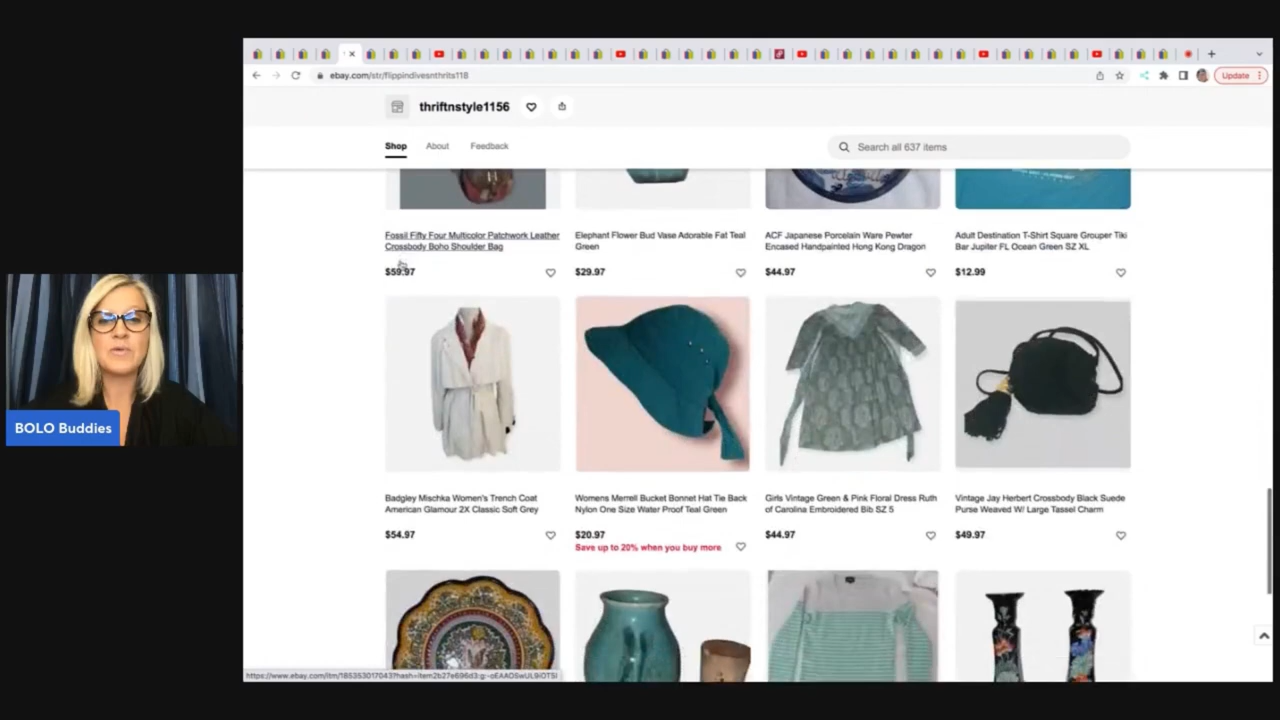 Update
ebay.com/str/flippindivesnthrits118
thriftnstyle1156
Shop
About
Feedback
Search all 637 items
Fossil Fifty Four Multicolor Patchwork Leather
Crossbody Boho Shoulder Bag
$59.97
Elephant Flower Bud Vase Adorable Fat Teal
Green
$29.97
ACF Japanese Porcelain Ware Pewter
Encased Handpainted Hong Kong Dragon
$44.97
Adult Destination T-Shirt Square Grouper Tiki
Bar Jupiter FL Ocean Green SZ XL
$12.99
BOLO Buddies
Badgley Mischka Women's Trench Coat
American Glamour 2X Classic Soft Grey
$54.97
Womens Merrell Bucket Bonnet Hat Tie Back
Nylon One Size Water Proof Teal Green
$20.97
Save up to 20% when you buy more
Girls Vintage Green & Pink Floral Dress Ruth
of Carolina Embroidered Bib SZ 5
$44.97
Vintage Jay Herbert Crossbody Black Suede
Purse Weaved W/ Large Tassel Charm
$49.97